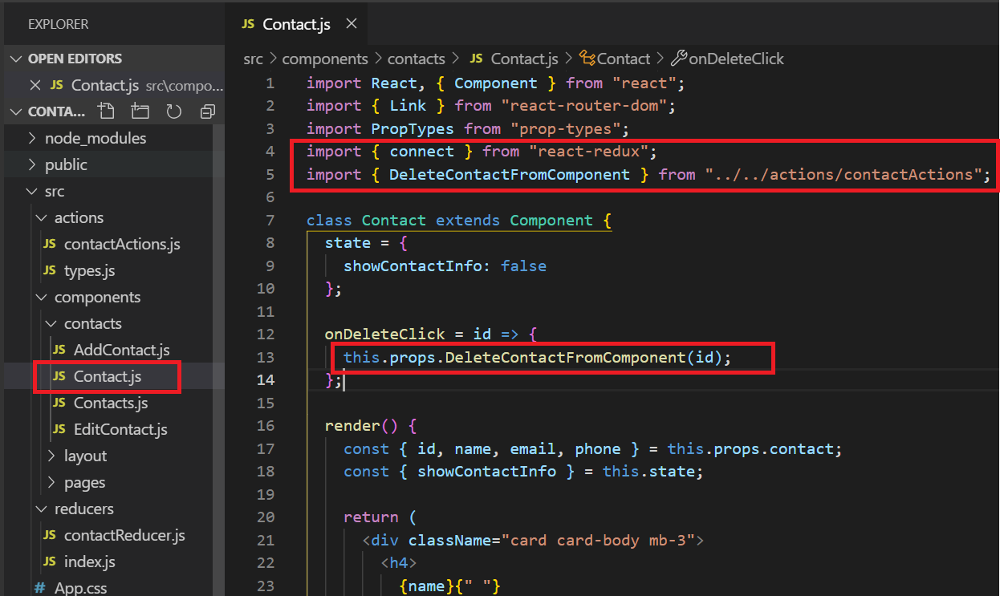 EXPLORER
OPEN EDITORS
JS Contact.js src\compo...
CONTA...
node_modules
public
src
actions
JS contactActions.js
JS types.js
components
contacts
JS AddContact.js
JS Contact.js
JS Contacts.js
JS EditContact.js
layout
pages
reducers
JS contactReducer.js
JS index.js
# App.css
JS Contact.js
src > components > contacts > JS Contact.js > Contact > onDeleteClick
1 import React, { Component } from "react";
2 import { Link } from "react-router-dom";
3 import PropTypes from "prop-types";
4 import { connect } from "react-redux";
5 import { DeleteContactFromComponent } from "../../actions/contactActions";
6
7 class Contact extends Component {
8 state = {
9 showContactInfo: false
10 };
11
12 onDeleteClick = id => {
13 this.props.DeleteContactFromComponent(id);
14 };
15
16 render() {
17 const { id, name, email, phone } = this.props.contact;
18 const { showContactInfo } = this.state;
19
20 return (
21 <div className="card card-body mb-3">
22 <h4>
23 {name}{" "}